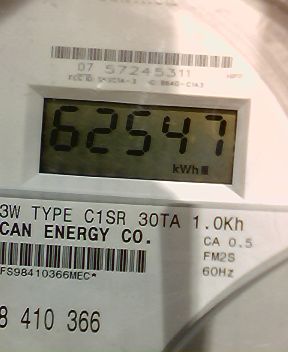 07 57245311
62547
kWh
3W TYPE C1SR 30TA 1.0Kh
CAN ENERGY CO.
CA 0.5
FM2S
60Hz
FS98410366MEC*
8 410 366